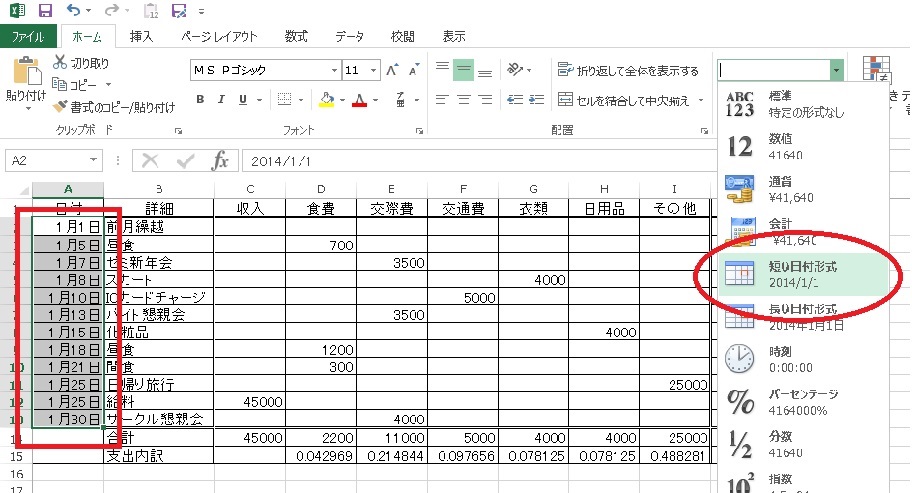 12
ファイル ホーム 挿入 ページレイアウト 数式 データ 校閲 表示
貼り付け
切り取り
コピー
書式のコピー/貼り付け
クリップボード
MS Pゴシック 11
B I U
フォント
折り返して全体を表示する
セルを結合して中央揃え
配置
A2 fx 2014/1/1
A B C D E F G H I
日付 詳細 収入 食費 交際費 交通費 衣類 日用品 その他
1月1日 前月繰越
1月5日 昼食 700
1月7日 ゼミ新年会 3500
1月8日 スカート 4000
1月10日 ICカードチャージ 5000
1月13日 バイト懇親会 3500
1月15日 化粧品 4000
1月18日 昼食 1200
10 1月21日 間食 300
11 1月25日 日帰り旅行 25000
12 1月25日 給料 45000
13 1月30日 サークル懇親会 4000
14 合計 45000 2200 11000 5000 4000 4000 25000
15 支出内訳 0.042969 0.214844 0.097656 0.078125 0.078125 0.488281
ABC
123
標準
特定の形式なし
12
数値
41640
通貨
¥41,640
会計
¥41,640
短い日付形式
2014/1/1
長い日付形式
2014年1月1日
時刻
0:00:00
%
パーセンテージ
4164000%
1/2
分数
41640
10²
指数